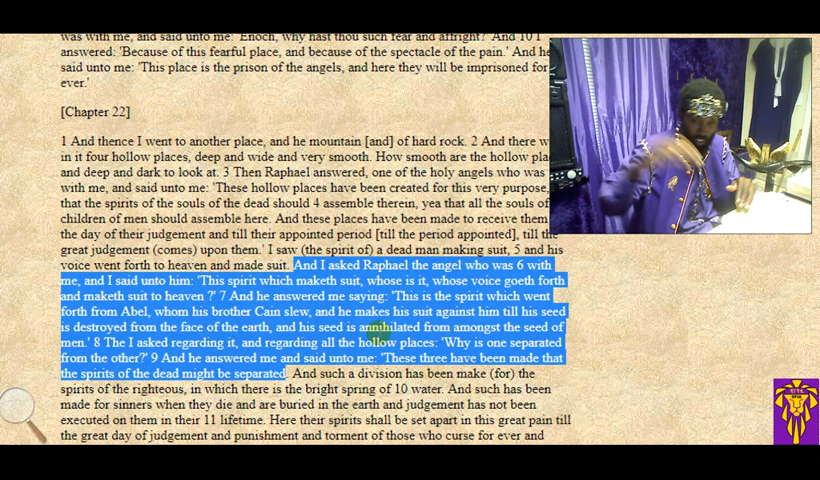 was with me, and said unto me: 'Enoch, why hast thou such fear and affright?' And 10 I
answered: 'Because of this fearful place, and because of the spectacle of the pain.' And he
said unto me: 'This place is the prison of the angels, and here they will be imprisoned for
ever.'
[Chapter 22]
1 And thence I went to another place, and he mountain [and] of hard rock. 2 And there w
in it four hollow places, deep and wide and very smooth. How smooth are the hollow pla
and deep and dark to look at. 3 Then Raphael answered, one of the holy angels who was
with me, and said unto me: 'These hollow places have been created for this very purpose,
that the spirits of the souls of the dead should 4 assemble therein, yea that all the souls of
children of men should assemble here. And these places have been made to receive them
the day of their judgement and till their appointed period [till the period appointed], till the
great judgement (comes) upon them.' I saw (the spirit of) a dead man making suit, 5 and his
voice went forth to heaven and made suit. And I asked Raphael the angel who was 6 with
me, and I said unto him: 'This spirit which maketh suit, whose is it, whose voice goeth forth
and maketh suit to heaven ?' 7 And he answered me saying: 'This is the spirit which went
forth from Abel, whom his brother Cain slew, and he makes his suit against him till his seed
is destroyed from the face of the earth, and his seed is annihilated from amongst the seed of
men.' 8 The I asked regarding it, and regarding all the hollow places: 'Why is one separated
from the other?' 9 And he answered me and said unto me: 'These three have been made that
the spirits of the dead might be separated. And such a division has been make (for) the
spirits of the righteous, in which there is the bright spring of 10 water. And such has been
made for sinners when they die and are buried in the earth and judgement has not been
executed on them in their 11 lifetime. Here their spirits shall be set apart in this great pain till
the great day of judgement and punishment and torment of those who curse for ever and